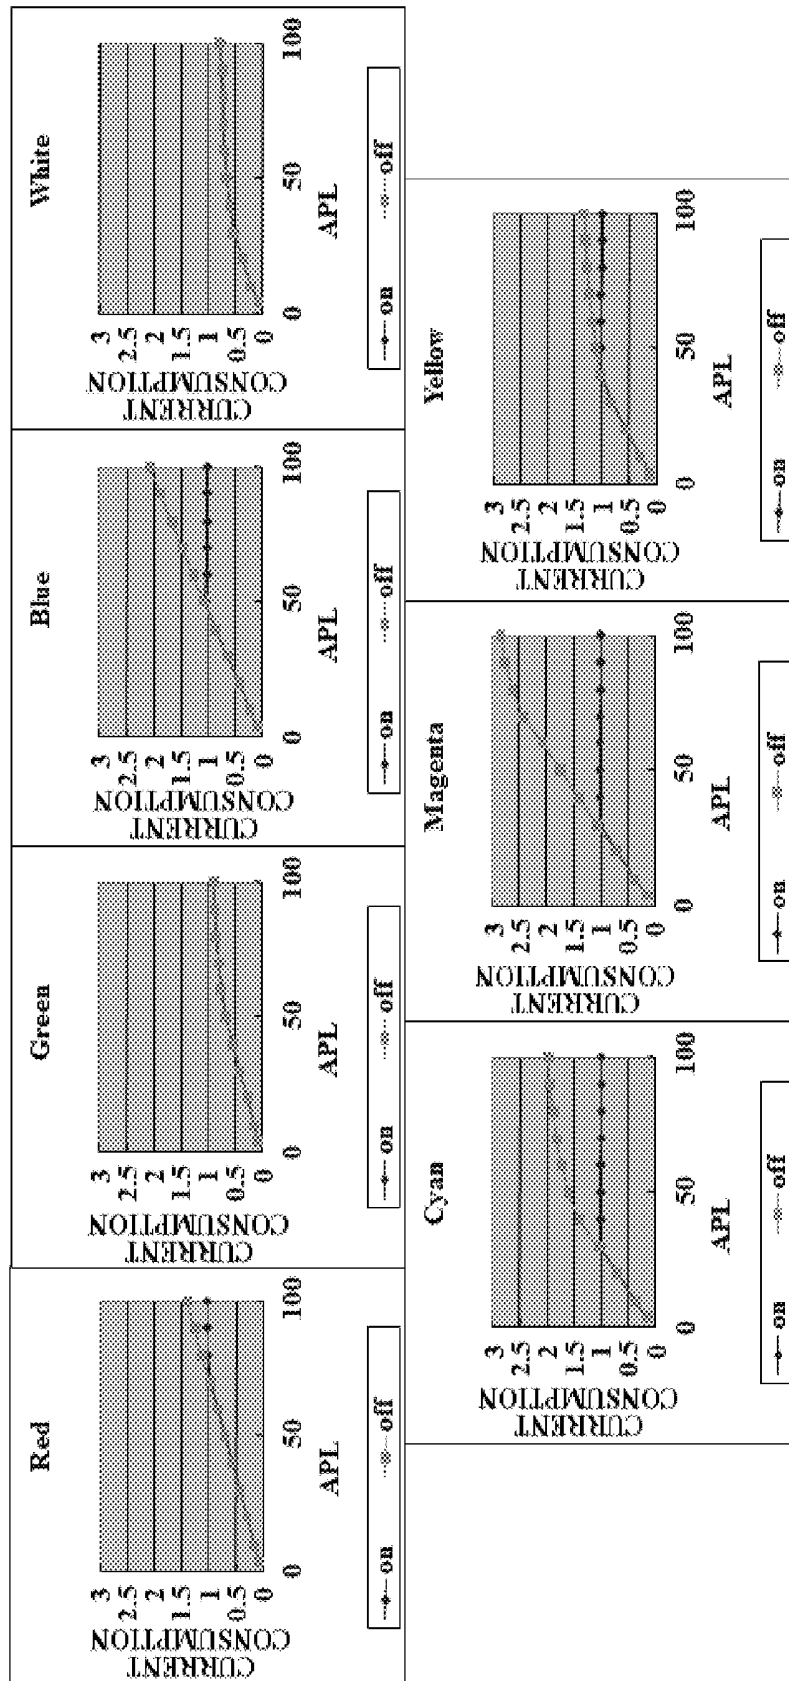 Red
CURRENT
CONSUMPTION
3
2.5
2
1.5
1
0.5
0
0
50
100
APL
on
off
Green
CURRENT
CONSUMPTION
3
2.5
2
1.5
1
0.5
0
0
50
100
APL
on
off
Blue
CURRENT
CONSUMPTION
3
2.5
2
1.5
1
0.5
0
0
50
100
APL
on
off
White
CURRENT
CONSUMPTION
3
2.5
2
1.5
1
0.5
0
0
50
100
APL
on
off
Cyan
CURRENT
CONSUMPTION
3
2.5
2
1.5
1
0.5
0
0
50
100
APL
on
off
Magenta
CURRENT
CONSUMPTION
3
2.5
2
1.5
1
0.5
0
0
50
100
APL
on
off
Yellow
CURRENT
CONSUMPTION
3
2.5
2
1.5
1
0.5
0
0
50
100
APL
on
off